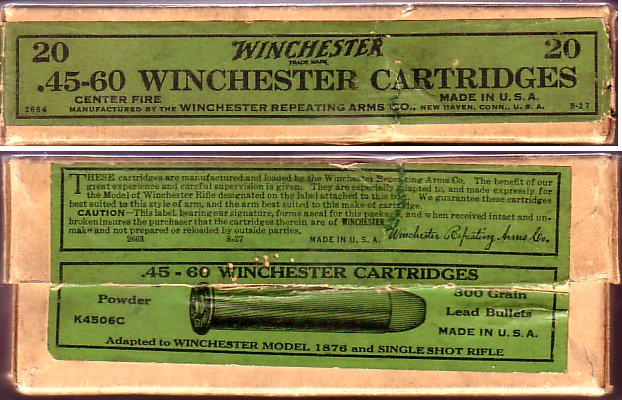 20 WINCHESTER 20
TRADE MARK
.45-60 WINCHESTER CARTRIDGES
CENTER FIRE MADE IN U.S.A.
2664 MANUFACTURED BY THE WINCHESTER REPEATING ARMS CO., NEW HAVEN, CONN., U. S. A. 8-27
THESE cartridges are manufactured and loaded by the Winchester Repeating Arms Co. The benefit of our
great experience and careful supervision is given. They are especially adapted to, and made expressly for
the Model of Winchester Rifle designated on the label attached to this box. We guarantee these cartridges
best suited to this style of arm, and the arm best suited to this make of cartridge.
CAUTION—This label, bearing our signature, forms a seal for this package, and when received intact and un-
broken insures the purchaser that the cartridges therein are of WINCHESTER
make and not prepared or reloaded by outside parties.
2663 8-27 MADE IN U. S. A. Winchester Repeating Arms Co.
.45-60 WINCHESTER CARTRIDGES
Powder 300 Grain
K4506C Lead Bullets
MADE IN U.S.A.
Adapted to WINCHESTER MODEL 1876 and SINGLE SHOT RIFLE